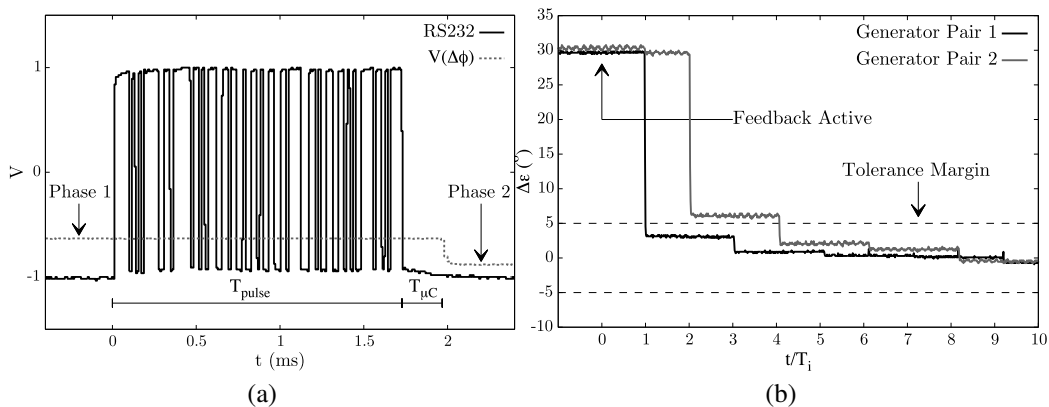 RS232
V(Δϕ)
1
0
-1
V
Phase 1
Phase 2
T_pulse
T_μC
0
0.5
1
1.5
2
t (ms)
(a)
Generator Pair 1
Generator Pair 2
35
30
25
20
15
10
5
0
-5
-10
Δε (°)
Feedback Active
Tolerance Margin
0
1
2
3
4
5
6
7
8
9
10
t/T_i
(b)